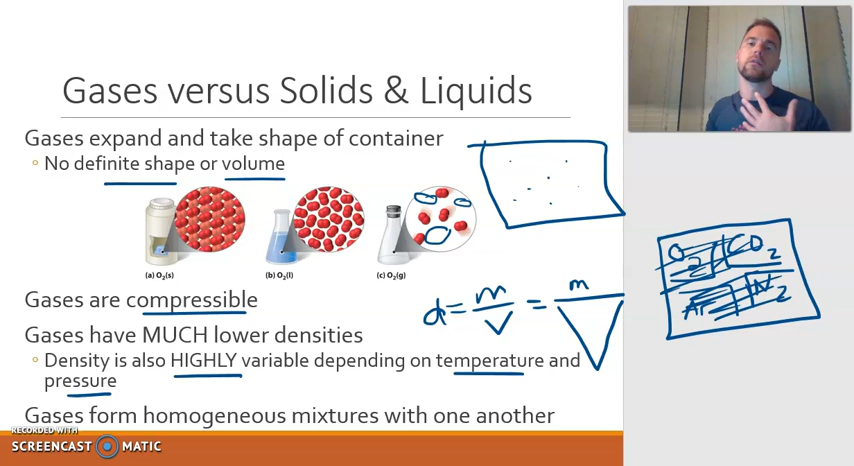 Gases versus Solids & Liquids
Gases expand and take shape of container
No definite shape or volume
(a) O₂(s)
(b) O₂(l)
(c) O₂(g)
Gases are compressible
d = m/V = m/V
O₂ CO₂
Ar N₂
Gases have MUCH lower densities
Density is also HIGHLY variable depending on temperature and
pressure
Gases form homogeneous mixtures with one another
RECORDED WITH
SCREENCAST MATIC